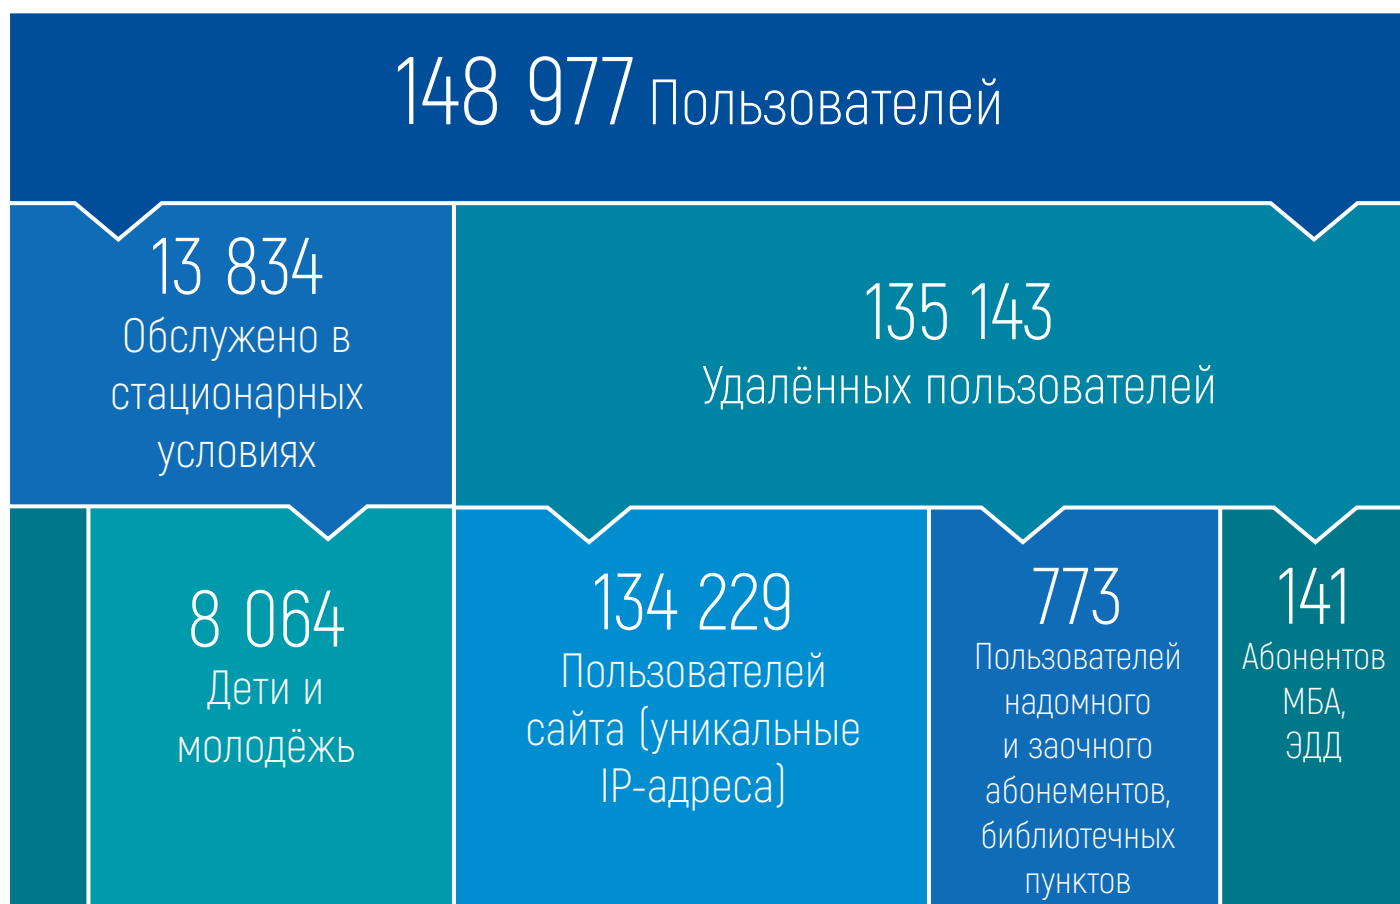 148 977 Пользователей
13 834
Обслужено в
стационарных
условиях
135 143
Удалённых пользователей
8 064
Дети и
молодёжь
134 229
Пользователей
сайта (уникальные
IP-адреса)
773
Пользователей
надомного
и заочного
абонементов,
библиотечных
пунктов
141
Абонентов
МБА,
ЭДД